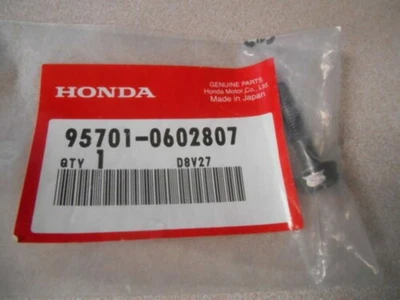 HONDA
GENUINE PARTS
Honda Motor Co., Ltd.
Made in Japan
95701-0602807
QTY 1 D8V27